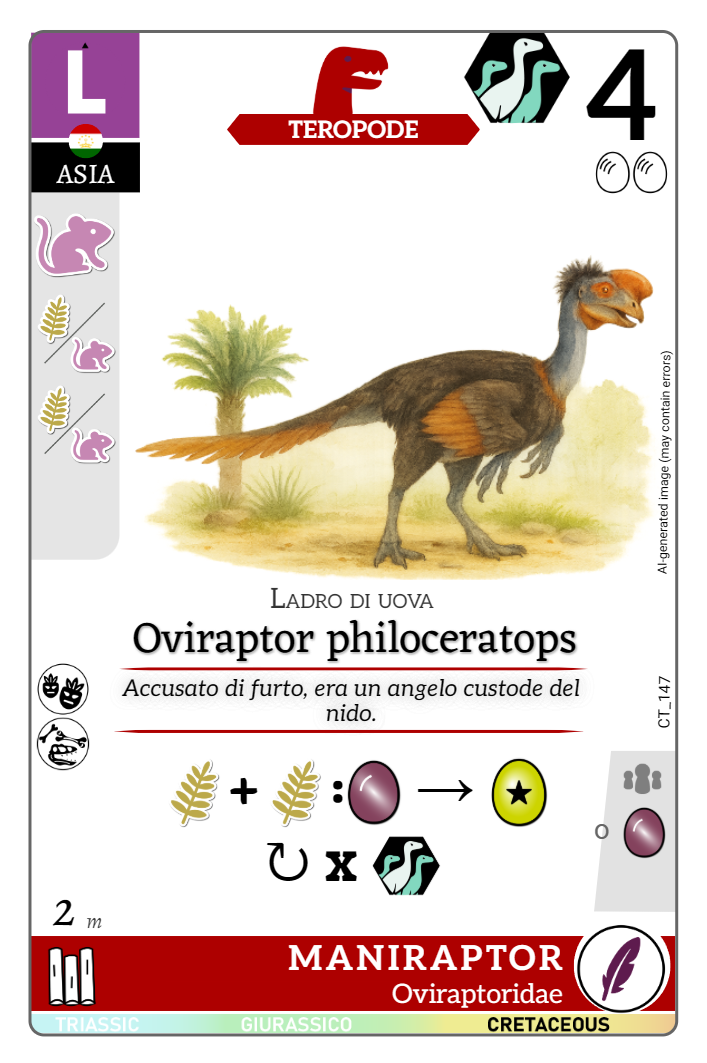 L
ASIA
TEROPODE
4
AI-generated image (may contain errors)
Ladro di uova
Oviraptor philoceratops
Accusato di furto, era un angelo custode del
nido.
CT_147
+ : →
o
x
2 m
MANIRAPTOR
Oviraptoridae
TRIASSIC GIURASSICO CRETACEOUS